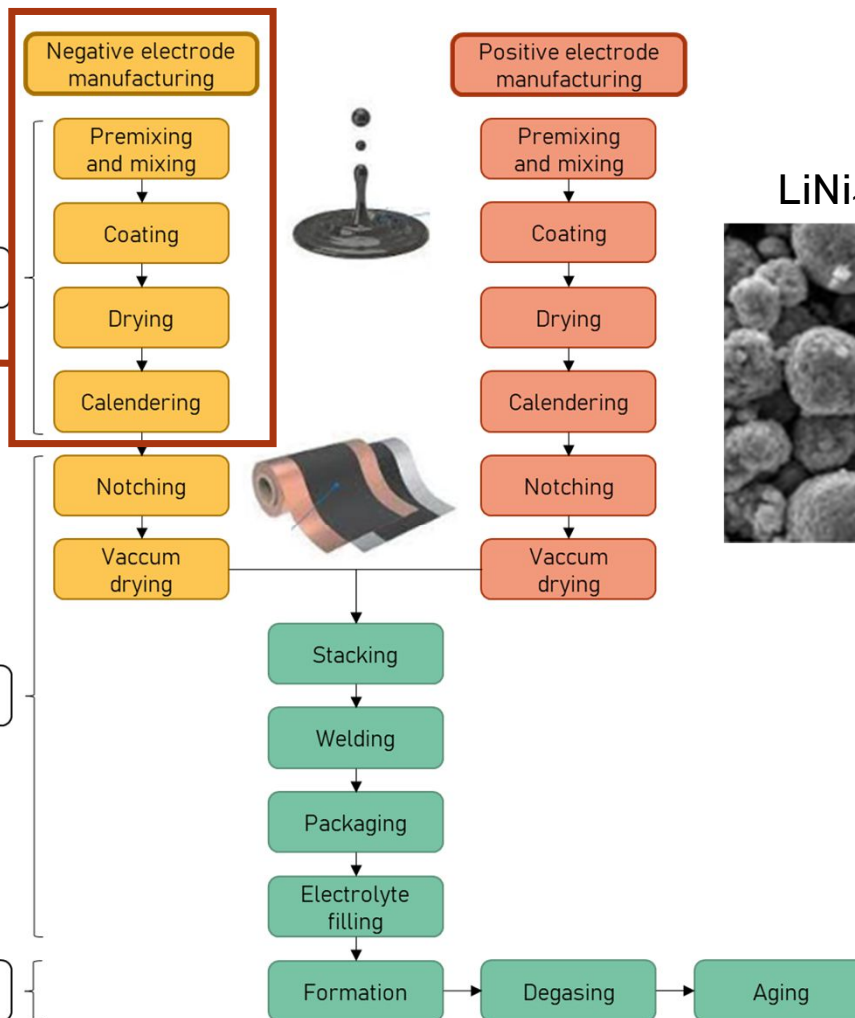 Negative electrode
manufacturing
Positive electrode
manufacturing
Premixing
and mixing
Premixing
and mixing
LiNi
Coating
Coating
Drying
Drying
Calendering
Calendering
Notching
Notching
Vaccum
drying
Vaccum
drying
Stacking
Welding
Packaging
Electrolyte
filling
Formation
Degasing
Aging